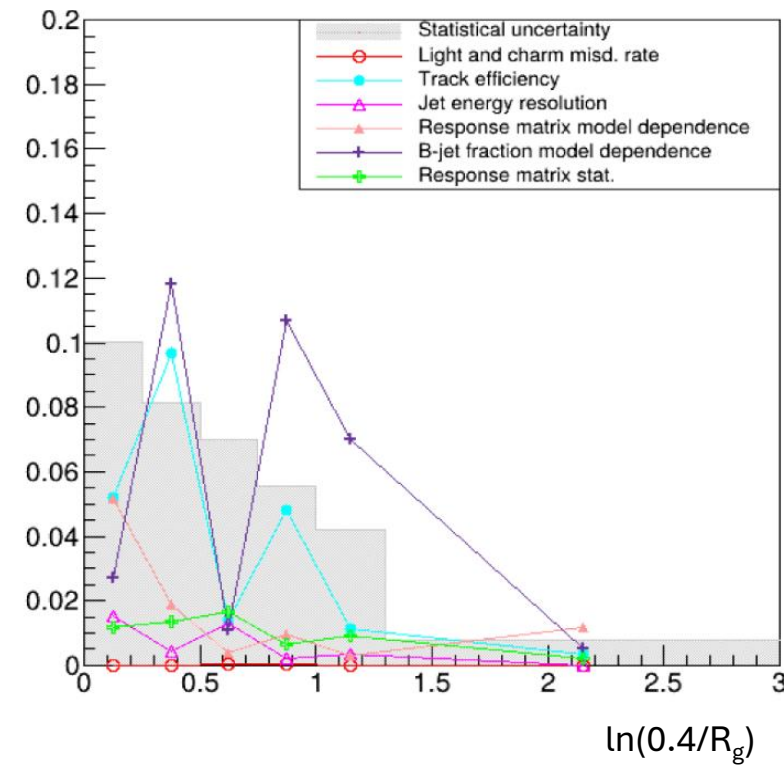 0.2
0.18
0.16
0.14
0.12
0.1
0.08
0.06
0.04
0.02
0
Statistical uncertainty
Light and charm misd. rate
Track efficiency
Jet energy resolution
Response matrix model dependence
B-jet fraction model dependence
Response matrix stat.
0 0.5 1 1.5 2 2.5 3
ln(0.4/Rg)